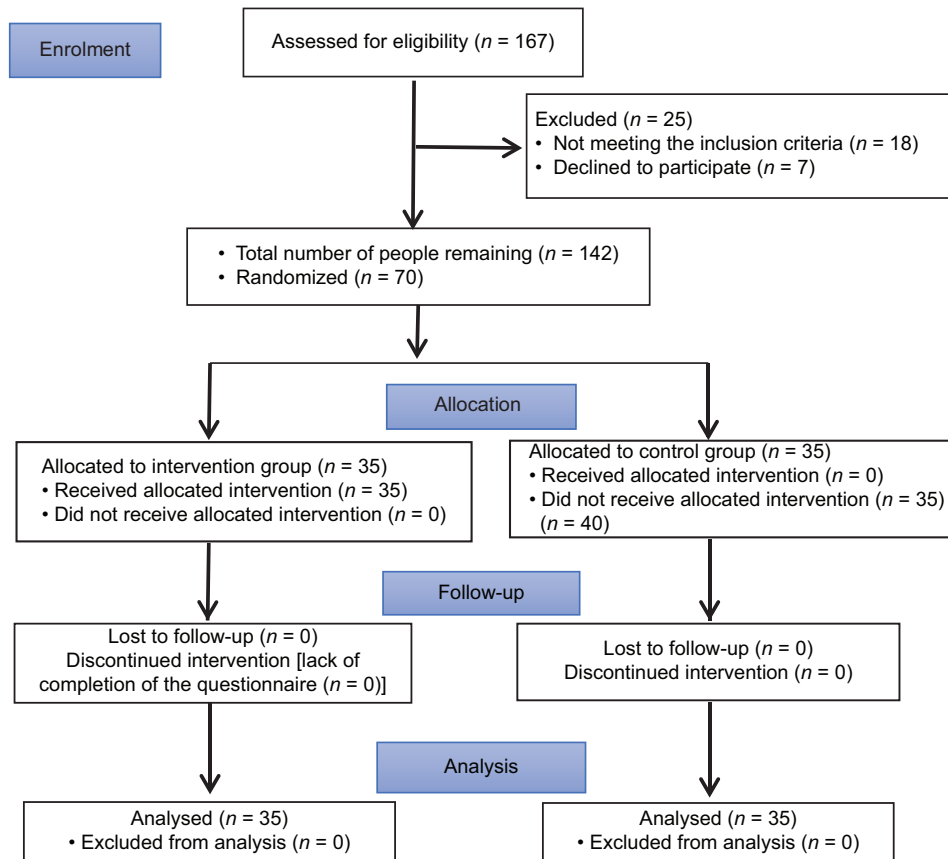 Enrolment
Assessed for eligibility (n = 167)
Excluded (n = 25)
• Not meeting the inclusion criteria (n = 18)
• Declined to participate (n = 7)
• Total number of people remaining (n = 142)
• Randomized (n = 70)
Allocation
Allocated to intervention group (n = 35)
• Received allocated intervention (n = 35)
• Did not receive allocated intervention (n = 0)
Allocated to control group (n = 35)
• Received allocated intervention (n = 0)
• Did not receive allocated intervention (n = 35)
(n = 40)
Follow-up
Lost to follow-up (n = 0)
Discontinued intervention [lack of
completion of the questionnaire (n = 0)]
Lost to follow-up (n = 0)
Discontinued intervention (n = 0)
Analysis
Analysed (n = 35)
• Excluded from analysis (n = 0)
Analysed (n = 35)
• Excluded from analysis (n = 0)